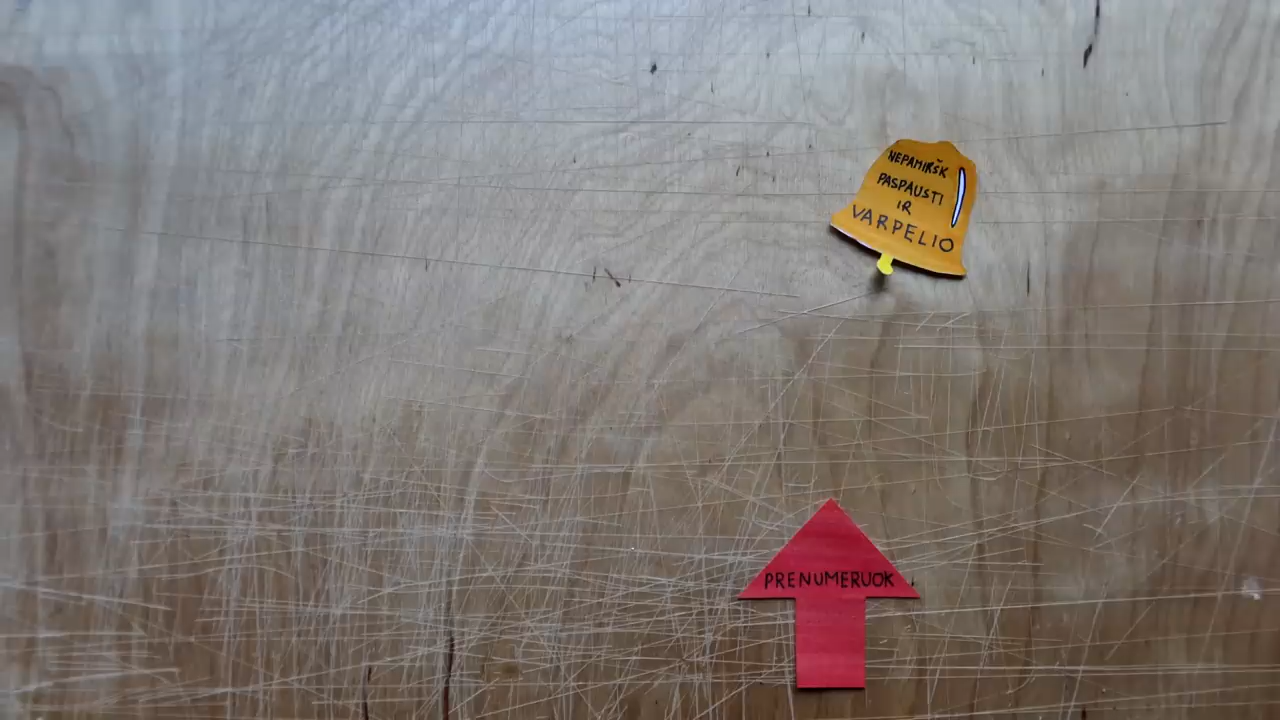 NEPAMIRŠK
PASPAUSTI
IR
VARPELIO
PRENUMERUOK